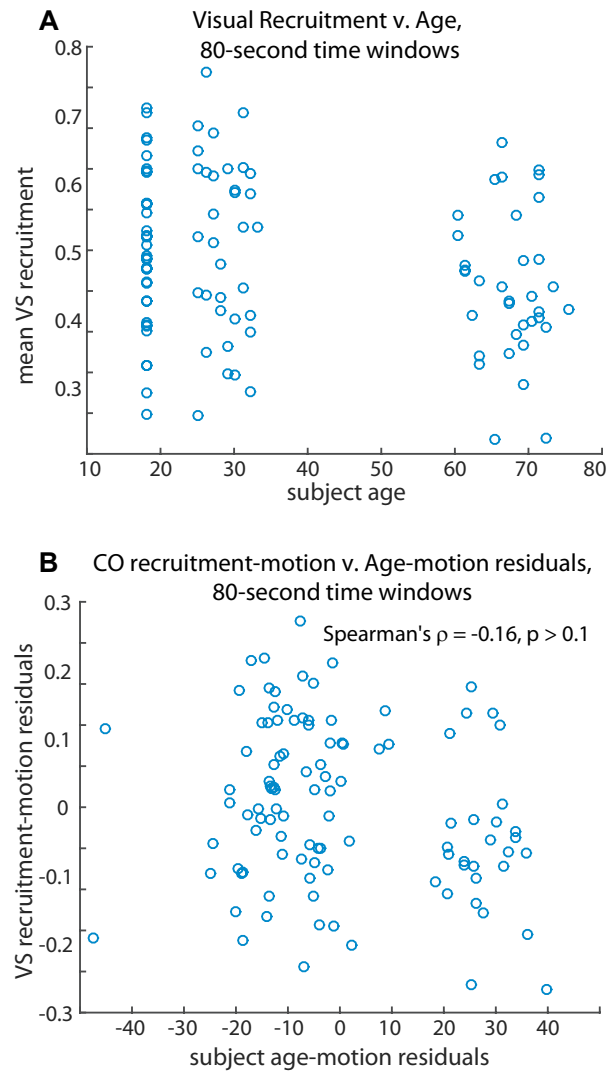 A
Visual Recruitment v. Age,
80-second time windows
mean VS recruitment
0.8
0.7
0.6
0.5
0.4
0.3
10 20 30 40 50 60 70 80
subject age
B
CO recruitment-motion v. Age-motion residuals,
80-second time windows
Spearman's ρ = -0.16, p > 0.1
VS recruitment-motion residuals
0.3
0.2
0.1
0
-0.1
-0.2
-0.3
-40 -30 -20 -10 0 10 20 30 40
subject age-motion residuals